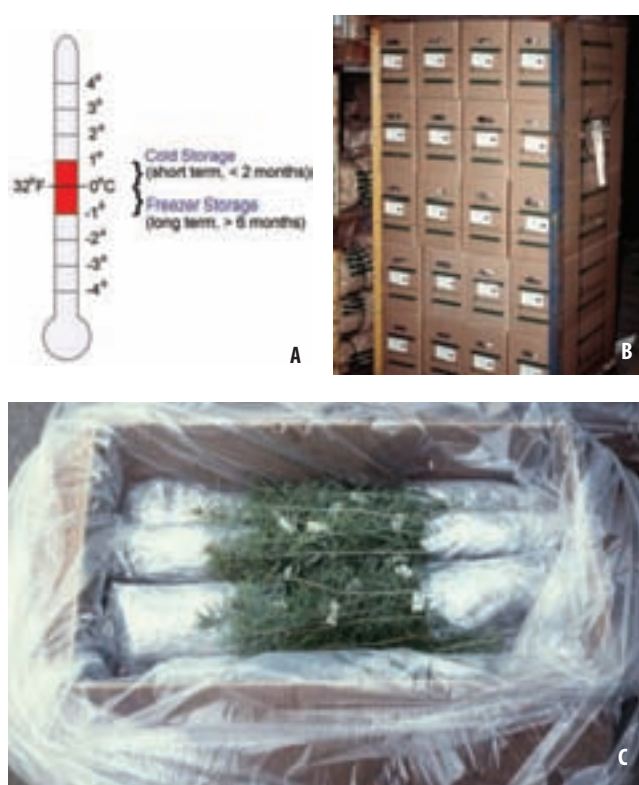 4°
3°
2°
1°
Cold Storage
(short term, < 2 months)
32°F
0°C
-1°
Freezer Storage
(long term, > 6 months)
-2°
-3°
-4°
A
B
C